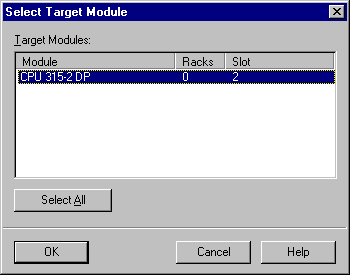 Select Target Module
Target Modules:
Module Racks Slot
CPU 315-2 DP 0 2
Select All
OK Cancel Help